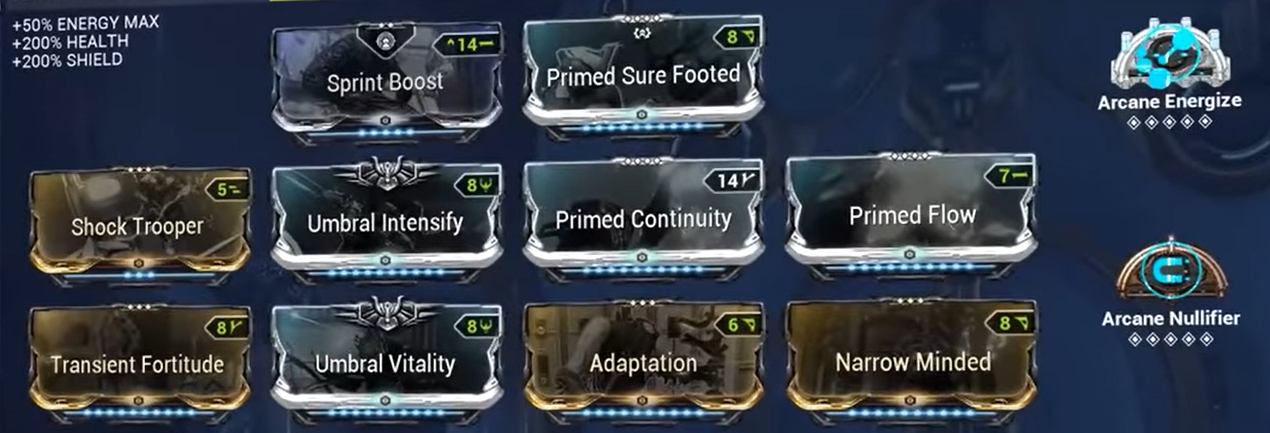 +50% ENERGY MAX
+200% HEALTH
+200% SHIELD
14
Sprint Boost
8
Primed Sure Footed
Arcane Energize
5
Shock Trooper
8
Umbral Intensify
14
Primed Continuity
7
Primed Flow
Arcane Nullifier
8
Transient Fortitude
8
Umbral Vitality
6
Adaptation
8
Narrow Minded